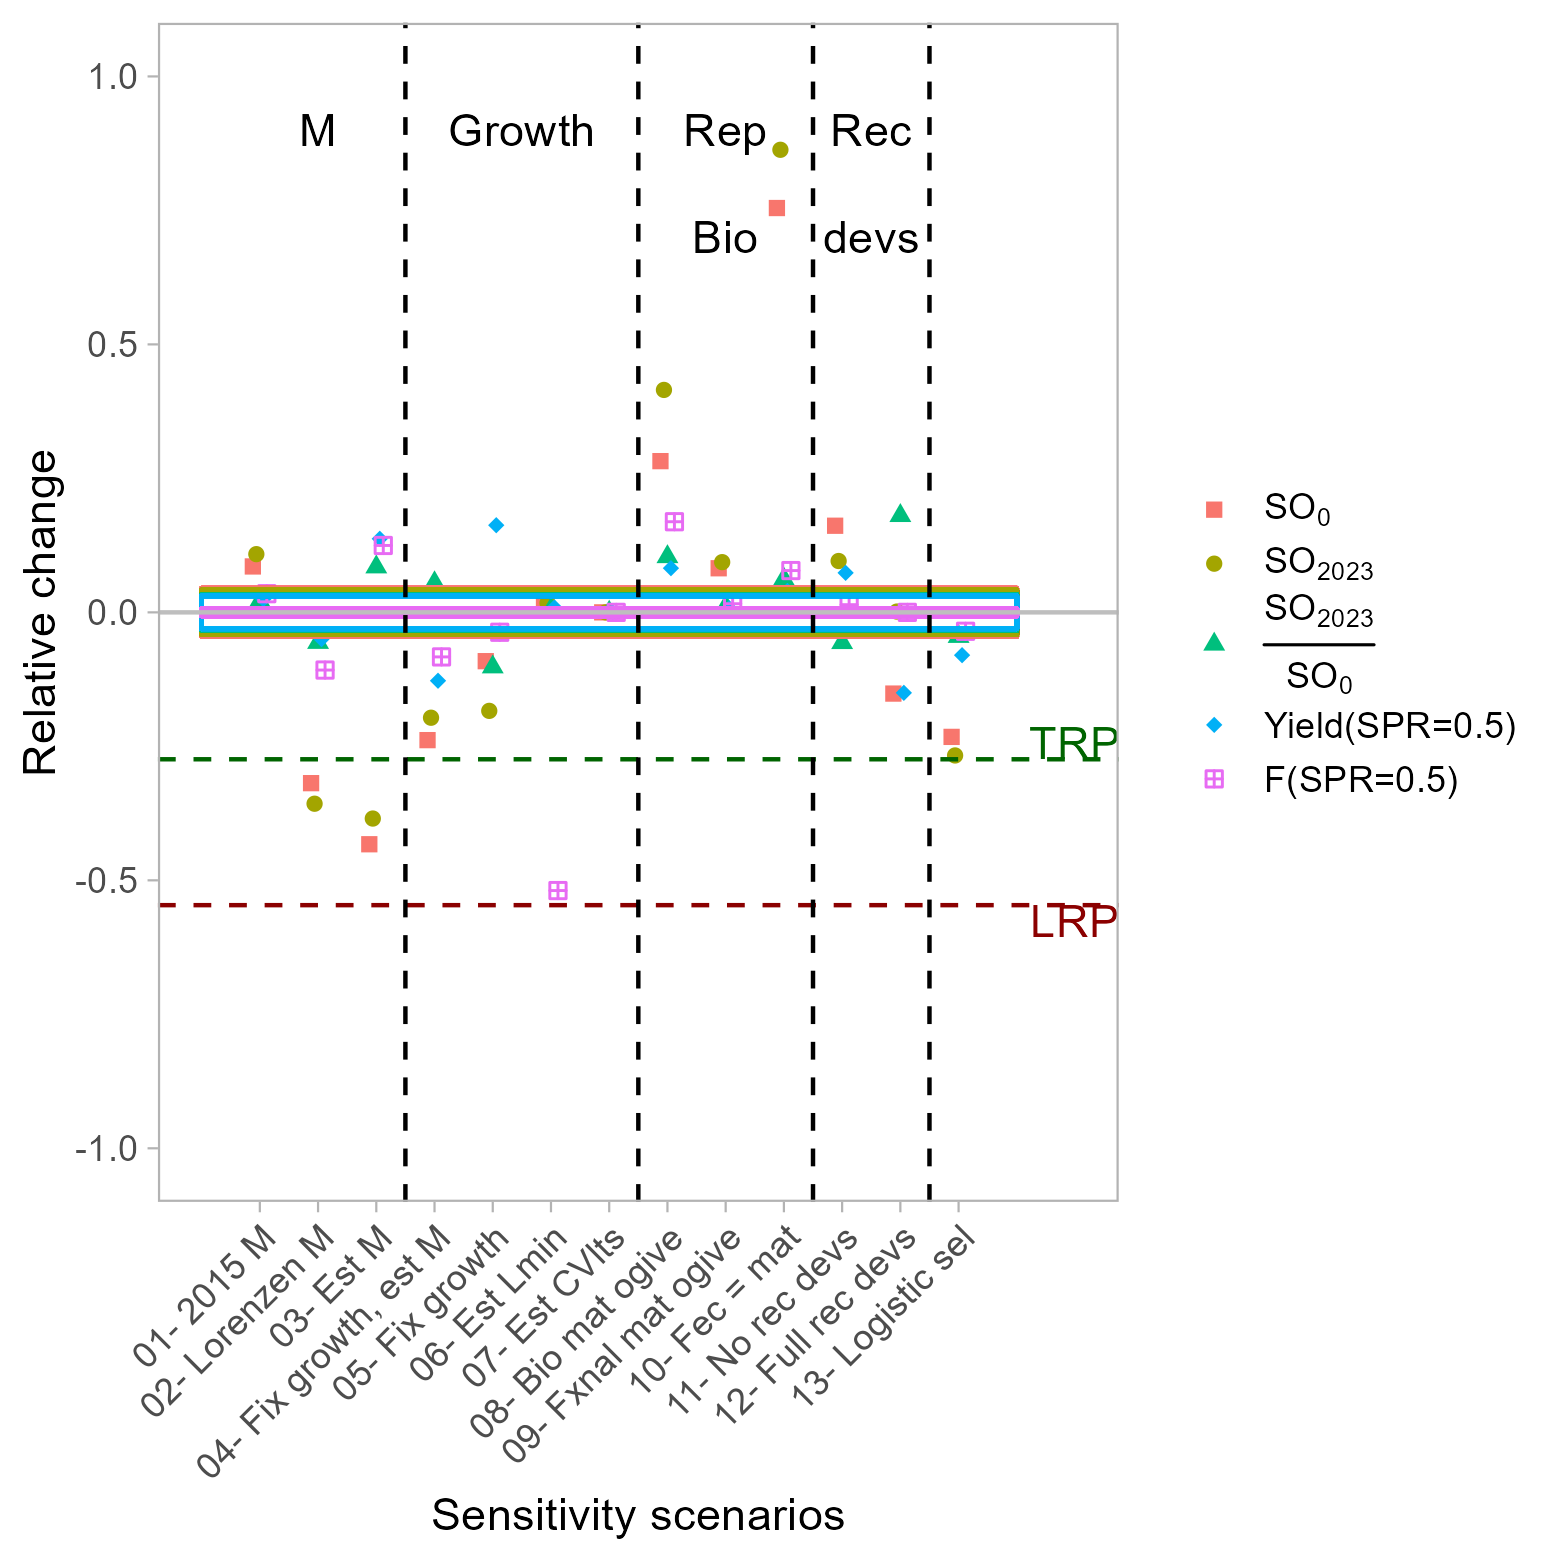 1.0
0.5
0.0
-0.5
-1.0
Relative change
M
Growth
Rep
Bio
Rec
devs
TRP
LRP
01- 2015 M
02- Lorenzen M
03- Est M
04- Fix growth, est M
05- Fix growth
06- Est Lmin
07- Est CVlts
08- Bio mat ogive
09- Fxnal mat ogive
10- Fec = mat
11- No rec devs
12- Full rec devs
13- Logistic sel
Sensitivity scenarios
SO0
SO2023
SO2023
SO0
Yield(SPR=0.5)
F(SPR=0.5)